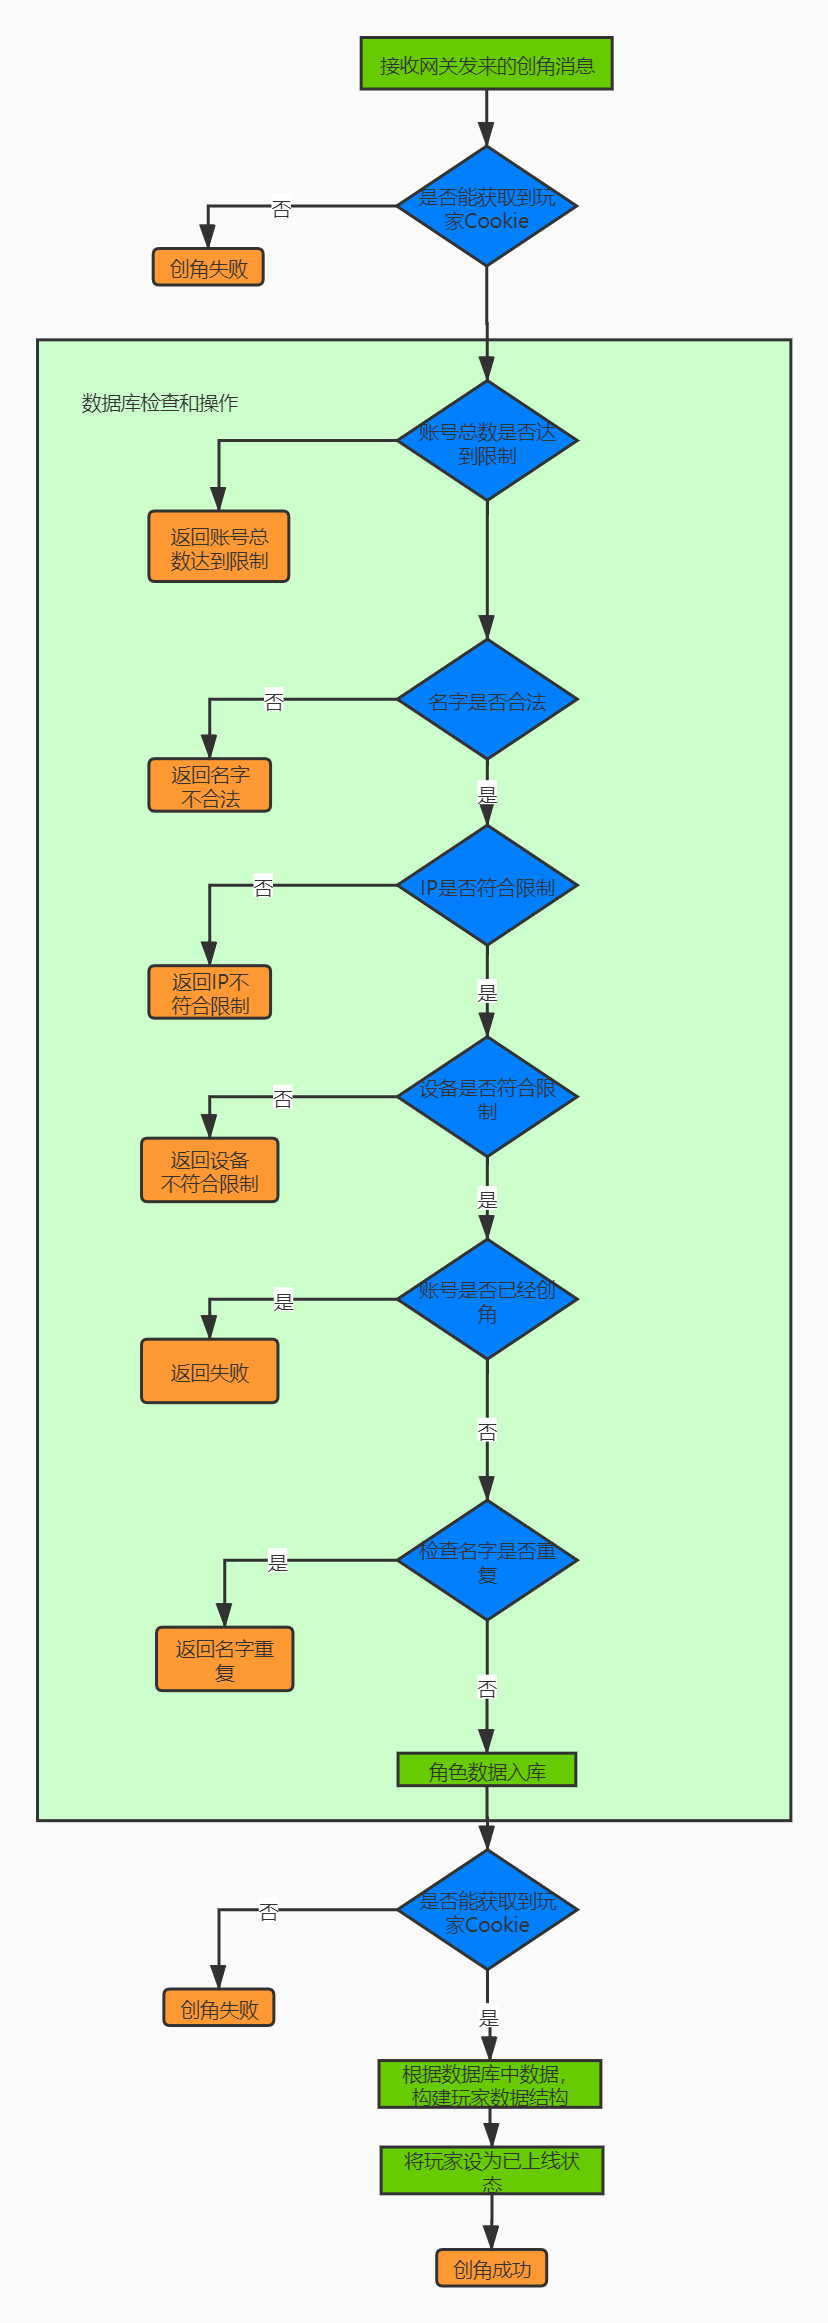 接收网关发来的创角消息
是否能获取到玩
家Cookie
否
创角失败
数据库检查和操作
账号总数是否达
到限制
返回账号总
数达到限制
名字是否合法
否
返回名字
不合法
是
IP是否符合限制
否
返回IP不
符合限制
是
设备是否符合限
制
否
返回设备
不符合限制
是
账号是否已经创
角
是
返回失败
否
检查名字是否重
复
是
返回名字重
复
否
角色数据入库
是否能获取到玩
家Cookie
否
创角失败
是
根据数据库中数据，
构建玩家数据结构
将玩家设为已上线状
态
创角成功